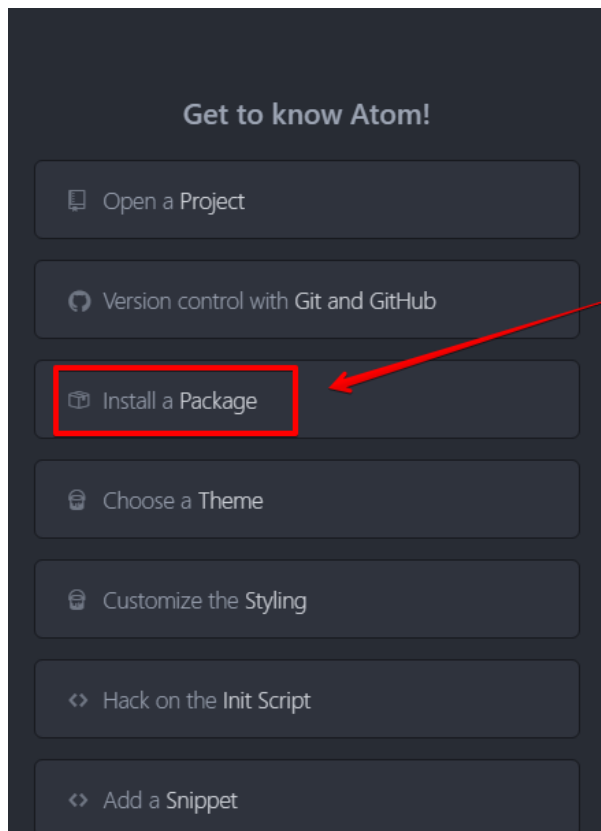 Get to know Atom!
Open a Project
Version control with Git and GitHub
Install a Package
Choose a Theme
Customize the Styling
Hack on the Init Script
Add a Snippet